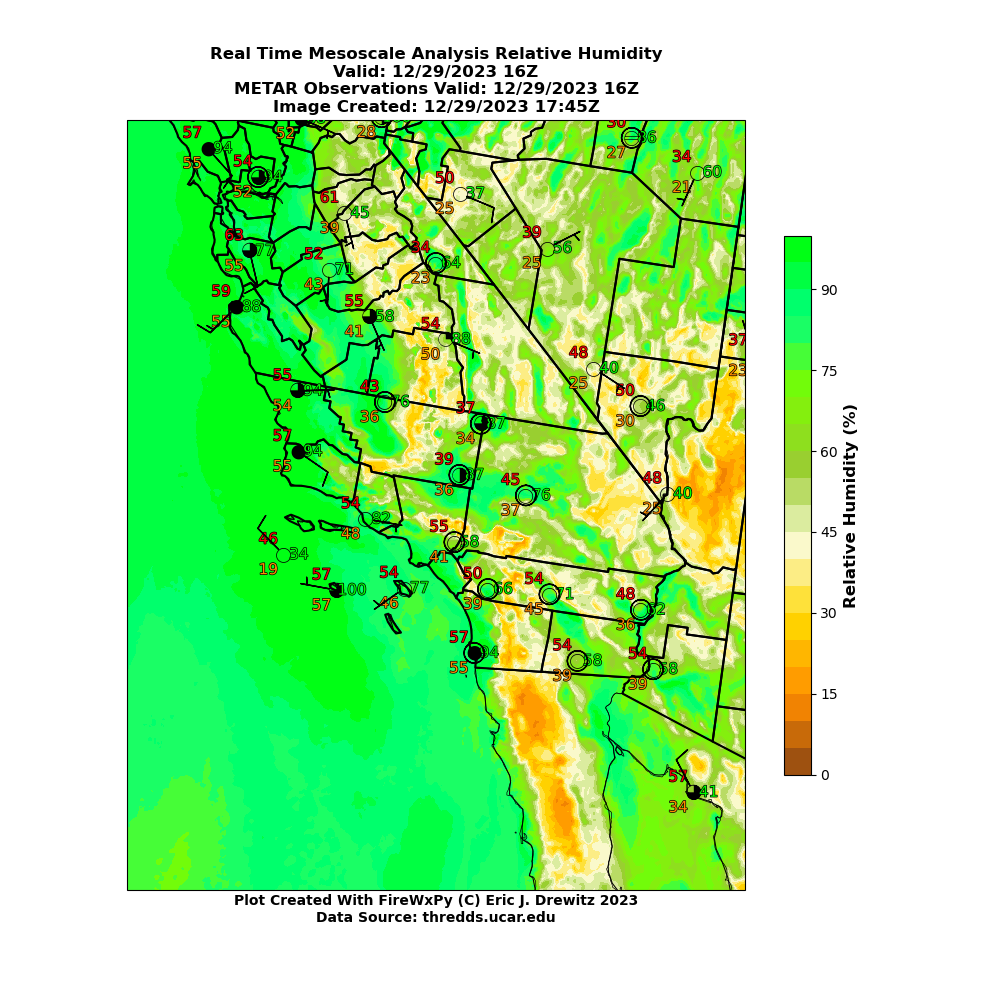 Real Time Mesoscale Analysis Relative Humidity
Valid: 12/29/2023 16Z
METAR Observations Valid: 12/29/2023 16Z
Image Created: 12/29/2023 17:45Z
57 94 55
52
28
54 52
36 27
34 60 21
50 37 25
61 45 39
63 77 55
52 71 43
34 64 23
39 56 25
59 88 55
55 58 41
54 88 50
37 23
48 40 25
50 46 30
55 94 54
43 76 36
37 87 34
57 94 55
39 87 36
45 76 37
48 40 25
54 82 48
55 58 41
46 34 19
57 100 57
54 77 46
50 66 39
54 71 45
48 62 36
57 94 55
54 58 39
54 58 39
57 41 34
90
75
60
45
30
15
0
Relative Humidity (%)
Plot Created With FireWxPy (C) Eric J. Drewitz 2023
Data Source: thredds.ucar.edu